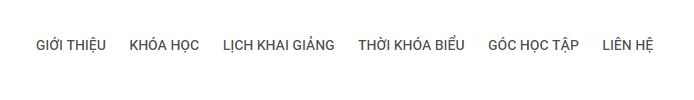 GIỚI THIỆU KHÓA HỌC LỊCH KHAI GIẢNG THỜI KHÓA BIỂU GÓC HỌC TẬP LIÊN HỆ